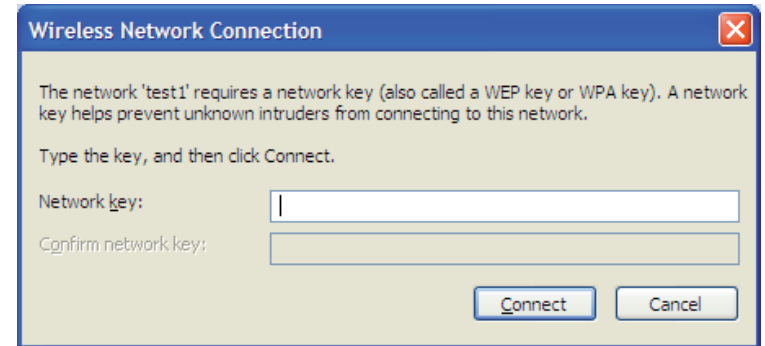 Wireless Network Connection
The network 'test1' requires a network key (also called a WEP key or WPA key). A network
key helps prevent unknown intruders from connecting to this network.
Type the key, and then click Connect.
Network key:
Confirm network key:
Connect Cancel